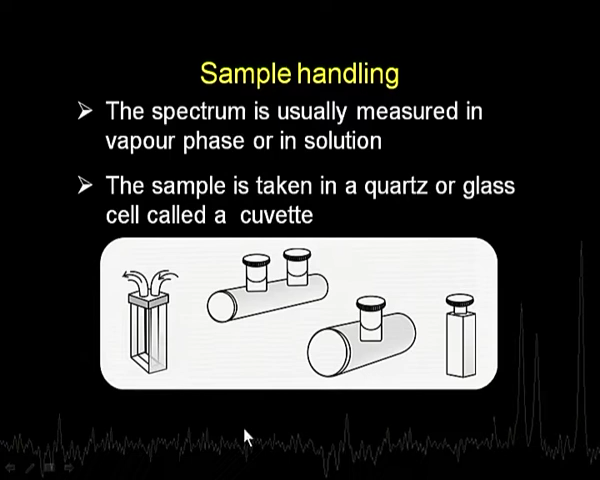 Sample handling
➢ The spectrum is usually measured in
vapour phase or in solution
➢ The sample is taken in a quartz or glass
cell called a cuvette